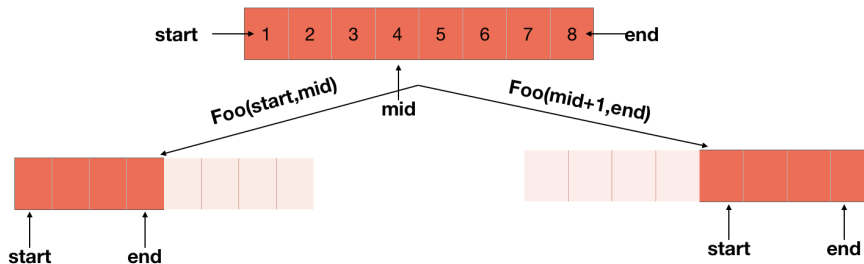 start 1 2 3 4 5 6 7 8 end
Foo(start,mid) mid Foo(mid+1,end)
start end start end